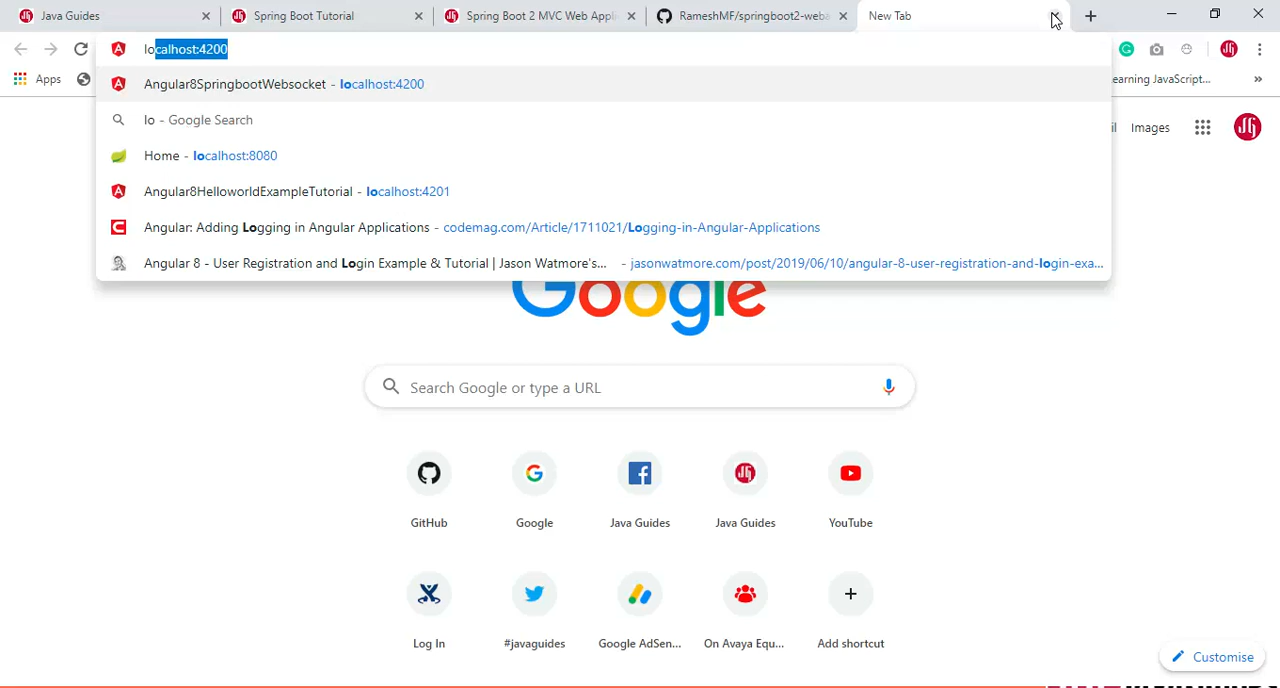 Java Guides
Spring Boot Tutorial
Spring Boot 2 MVC Web Appli
RameshMF/springboot2-weba
New Tab
localhost:4200
Apps
earning JavaScript...
»
Angular8SpringbootWebsocket - localhost:4200
lo - Google Search
Home - localhost:8080
Angular8HelloworldExampleTutorial - localhost:4201
Angular: Adding Logging in Angular Applications - codemag.com/Article/1711021/Logging-in-Angular-Applications
Angular 8 - User Registration and Login Example & Tutorial | Jason Watmore's... - jasonwatmore.com/post/2019/06/10/angular-8-user-registration-and-login-exa...
il Images
Google
Search Google or type a URL
GitHub
Google
Java Guides
Java Guides
YouTube
Log In
#javaguides
Google AdSen...
On Avaya Equ...
Add shortcut
Customise